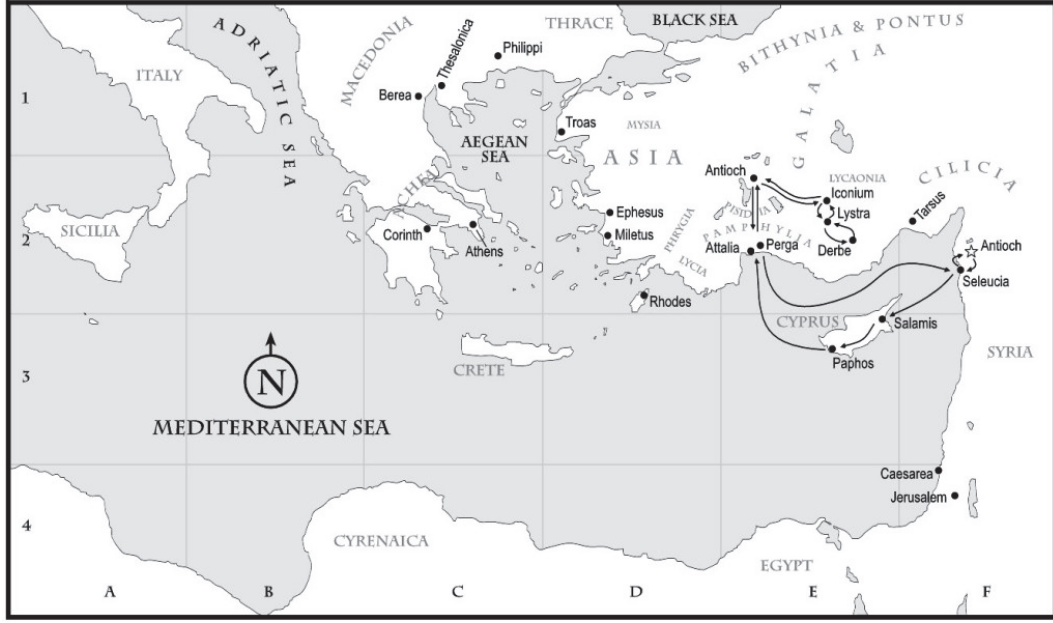 BLACK SEA
THRACE
ADRIATIC SEA
ITALY
MACEDONIA
Thesalonica
Philippi
BITHYNIA & PONTUS
GALATIA
1
Berea
Troas
MYSIA
AEGEAN
SEA
ASIA
ACHEA
Antioch
LYCAONIA
CILICIA
Iconium
Lystra
Tarsus
PISIDIA
PAMPHYLIA
PHRYGIA
LYCIA
SICILIA
2
Corinth
Athens
Ephesus
Miletus
Attalia
Perga
Derbe
Antioch
Seleucia
Rhodes
CYPRUS
Salamis
Paphos
SYRIA
CRETE
3
N
MEDITERRANEAN SEA
Caesarea
Jerusalem
4
CYRENAICA
EGYPT
A
B
C
D
E
F